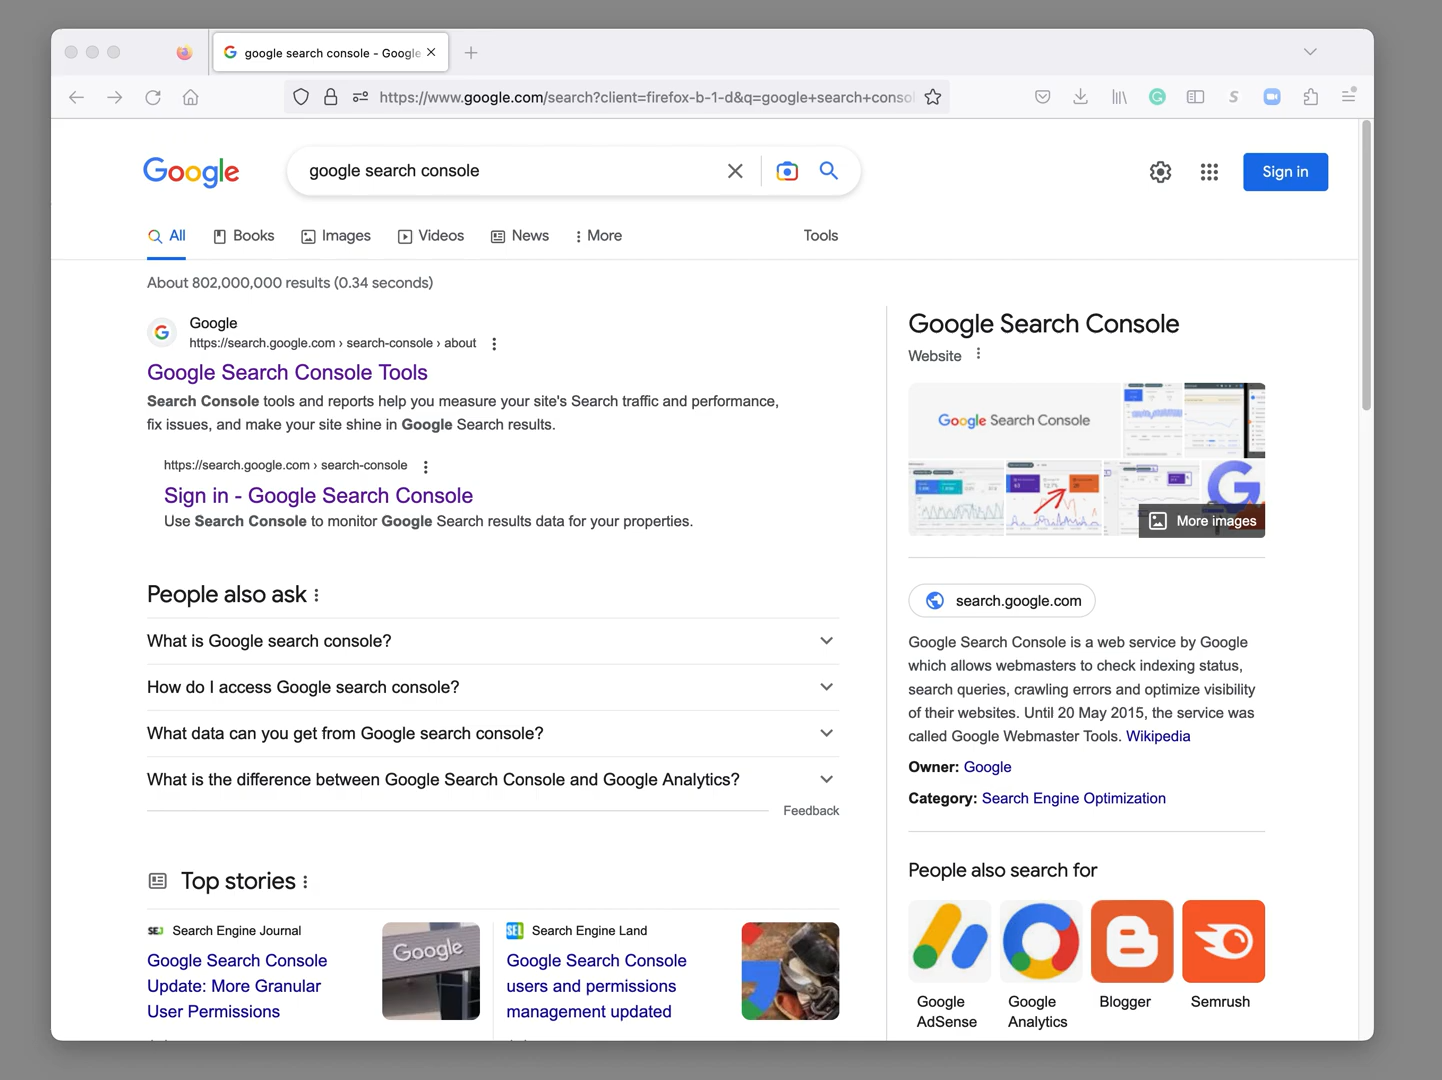 google search console - Google
https://www.google.com/search?client=firefox-b-1-d&q=google+search+consol
Google
google search console
Sign in
All
Books
Images
Videos
News
More
Tools
About 802,000,000 results (0.34 seconds)
Google
https://search.google.com › search-console › about
Google Search Console Tools
Search Console tools and reports help you measure your site's Search traffic and performance,
fix issues, and make your site shine in Google Search results.
https://search.google.com › search-console
Sign in - Google Search Console
Use Search Console to monitor Google Search results data for your properties.
People also ask
What is Google search console?
How do I access Google search console?
What data can you get from Google search console?
What is the difference between Google Search Console and Google Analytics?
Feedback
Top stories
SEJ Search Engine Journal
Google Search Console
Update: More Granular
User Permissions
Google
SEL Search Engine Land
Google Search Console
users and permissions
management updated
Google Search Console
Website
Google Search Console
More images
search.google.com
Google Search Console is a web service by Google
which allows webmasters to check indexing status,
search queries, crawling errors and optimize visibility
of their websites. Until 20 May 2015, the service was
called Google Webmaster Tools. Wikipedia
Owner: Google
Category: Search Engine Optimization
People also search for
Google
AdSense
Google
Analytics
Blogger
Semrush